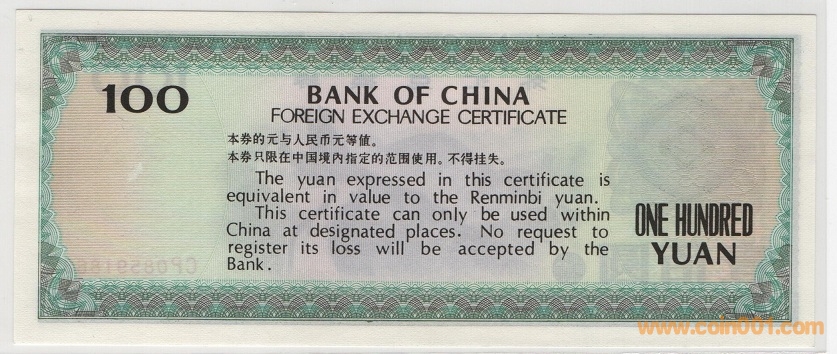 100
BANK OF CHINA
FOREIGN EXCHANGE CERTIFICATE
本券的元与人民币元等值。
本券只限在中国境内指定的范围使用。不得挂失。
The yuan expressed in this certificate is
equivalent in value to the Renminbi yuan.
This certificate can only be used within
China at designated places. No request to
register its loss will be accepted by the
Bank.
ONE HUNDRED
YUAN
www.coin001.com